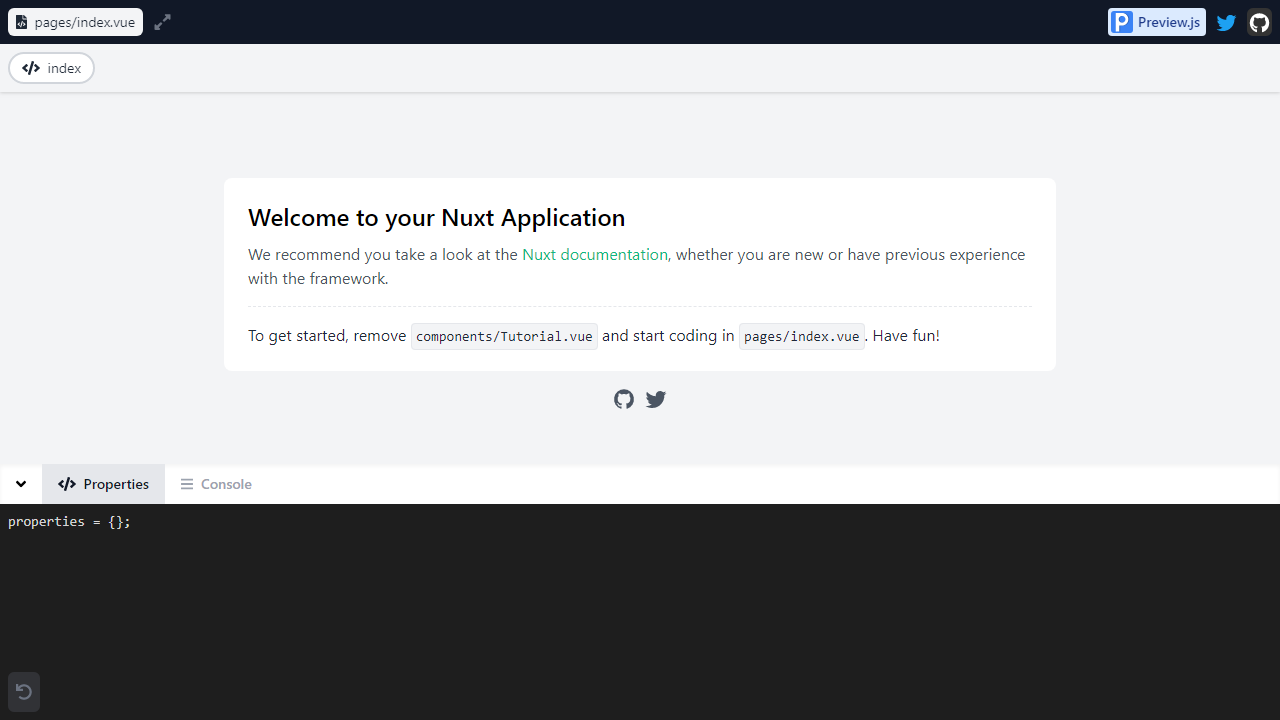 pages/index.vue
Preview.js
index
Welcome to your Nuxt Application
We recommend you take a look at the Nuxt documentation, whether you are new or have previous experience
with the framework.
To get started, remove components/Tutorial.vue and start coding in pages/index.vue. Have fun!
Properties
Console
properties = {};